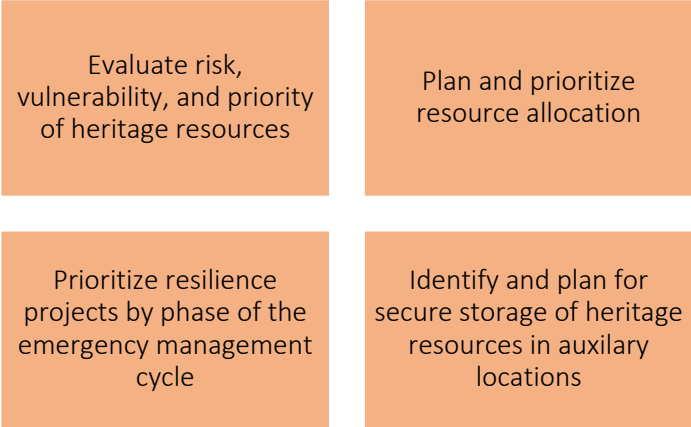 Evaluate risk,
vulnerability, and priority
of heritage resources
Plan and prioritize
resource allocation
Prioritize resilience
projects by phase of the
emergency management
cycle
Identify and plan for
secure storage of heritage
resources in auxilary
locations